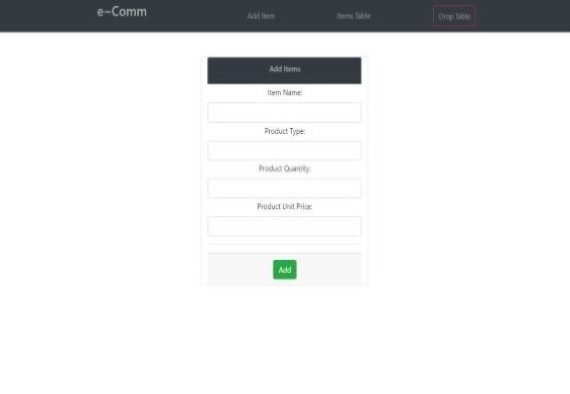 e~Comm
Add Item
Items Table
Drop Table
Add Items
Item Name:
Product Type:
Product Quantity:
Product Unit Price:
Add